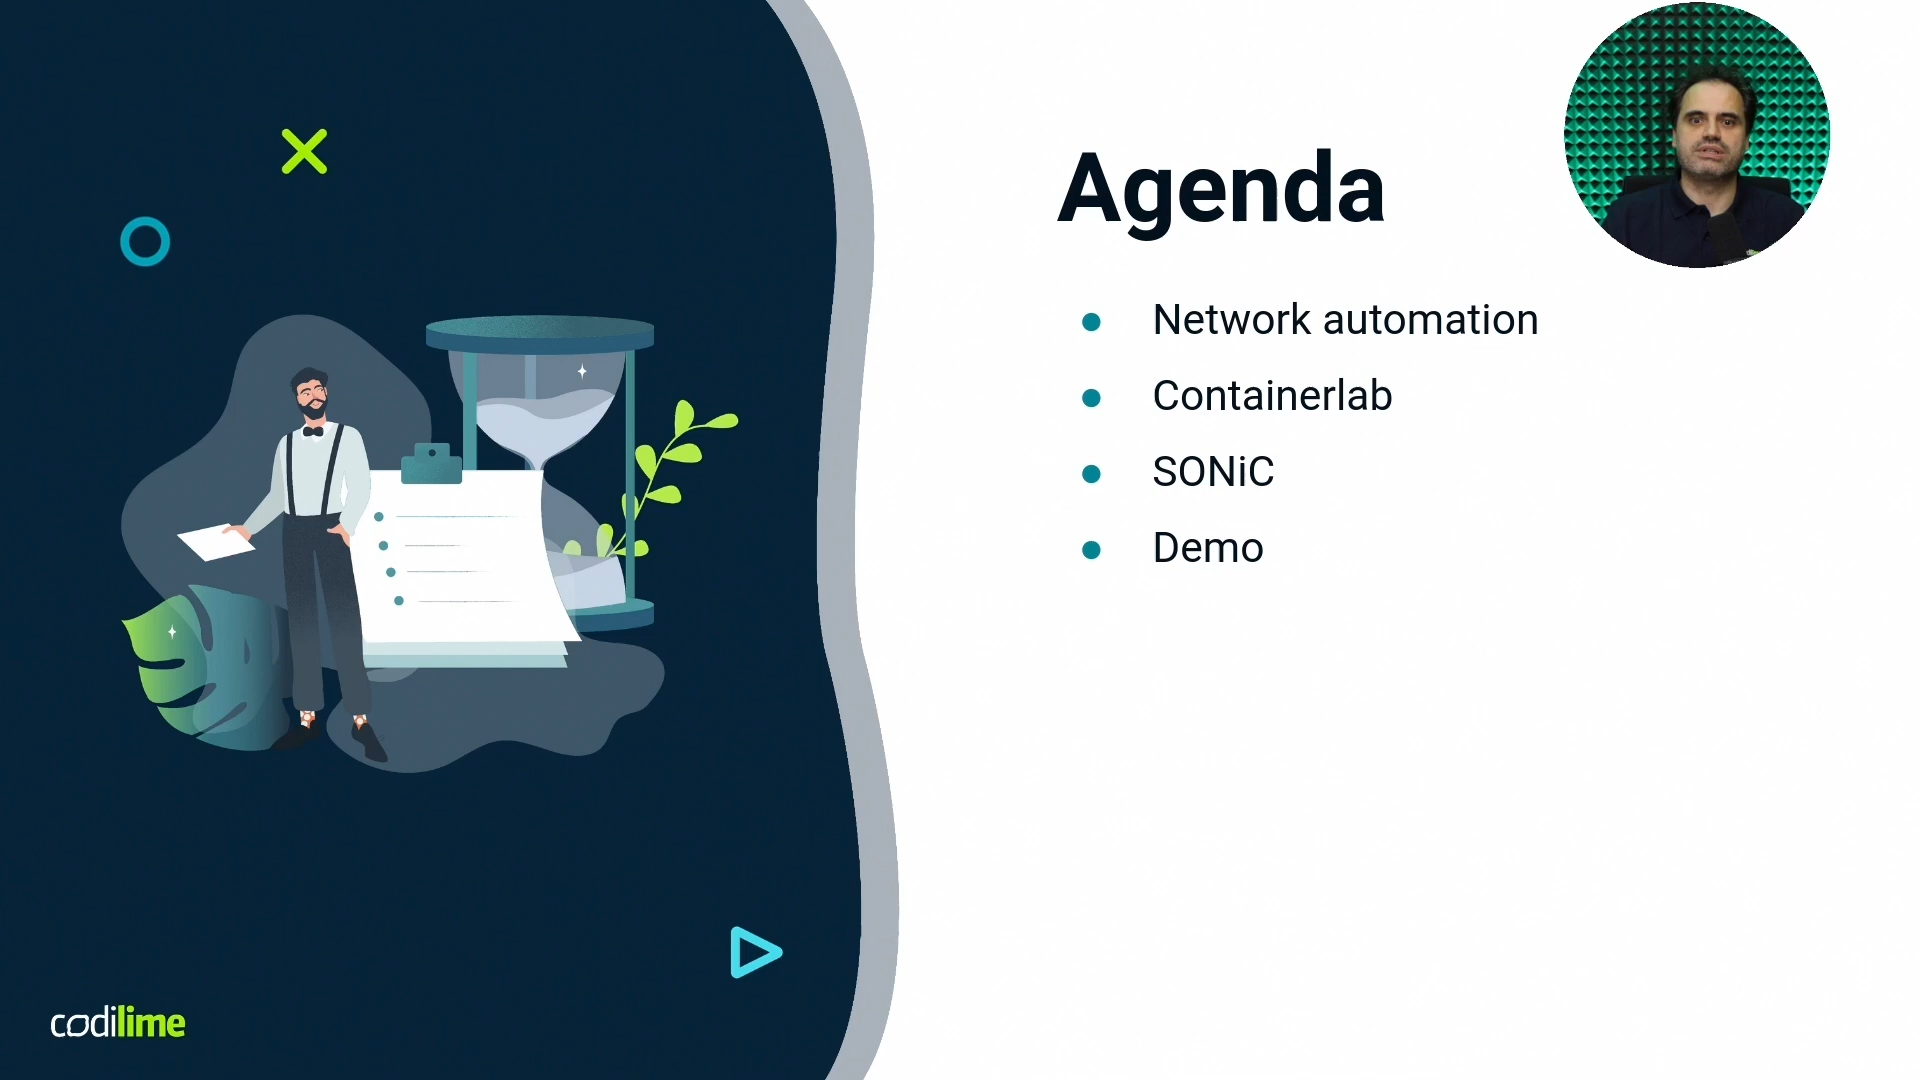 Agenda
Network automation
Containerlab
SONiC
Demo
codilime